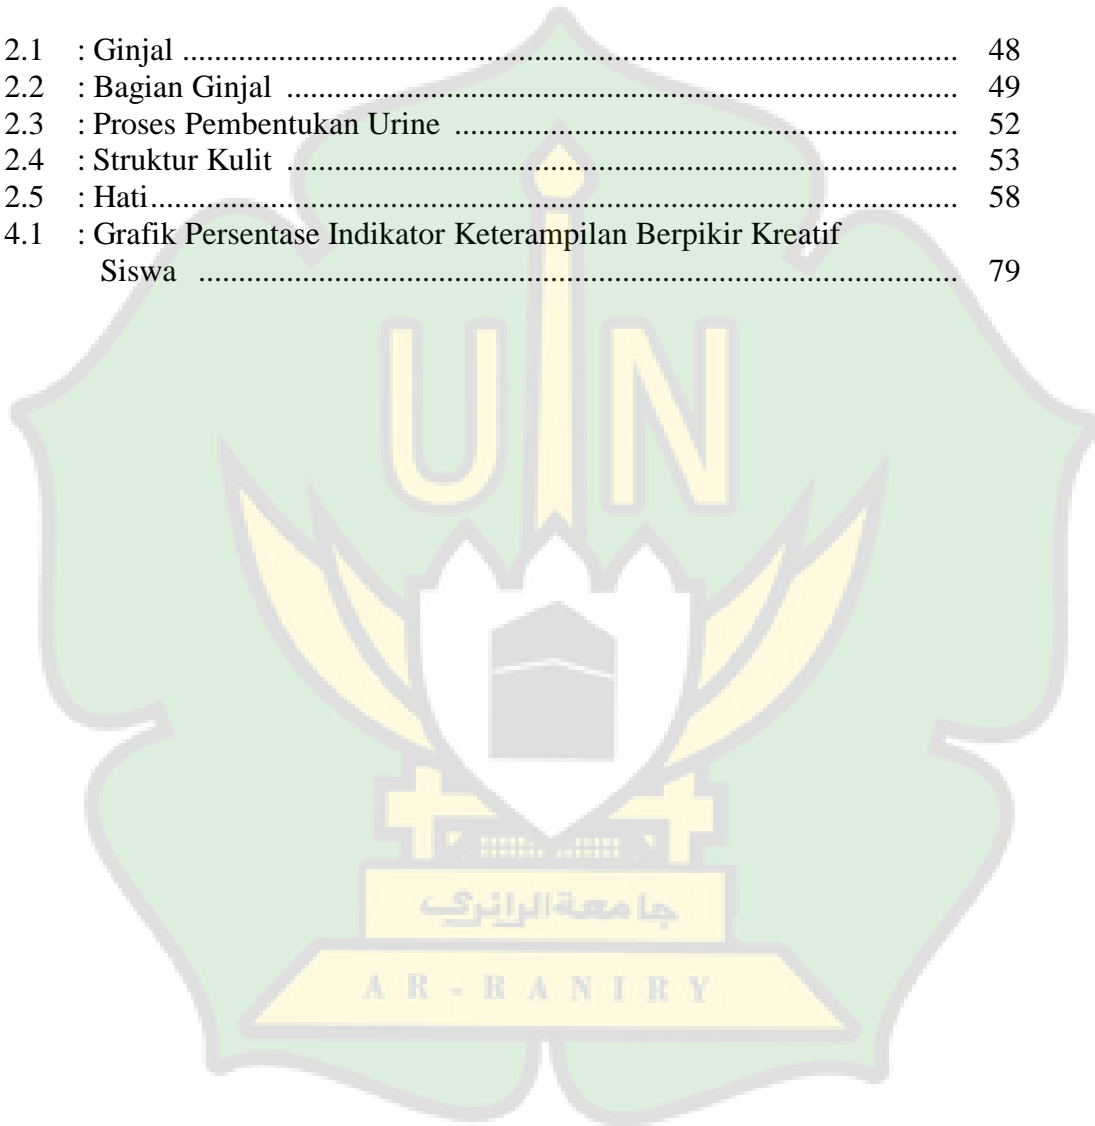 2.1 : Ginjal ................................................................................................ 48
2.2 : Bagian Ginjal .................................................................................... 49
2.3 : Proses Pembentukan Urine ............................................................... 52
2.4 : Struktur Kulit .................................................................................... 53
2.5 : Hati..................................................................................................... 58
4.1 : Grafik Persentase Indikator Keterampilan Berpikir Kreatif
Siswa ............................................................................................... 79
UIN
جامعة الرانري
AR-RANIRY